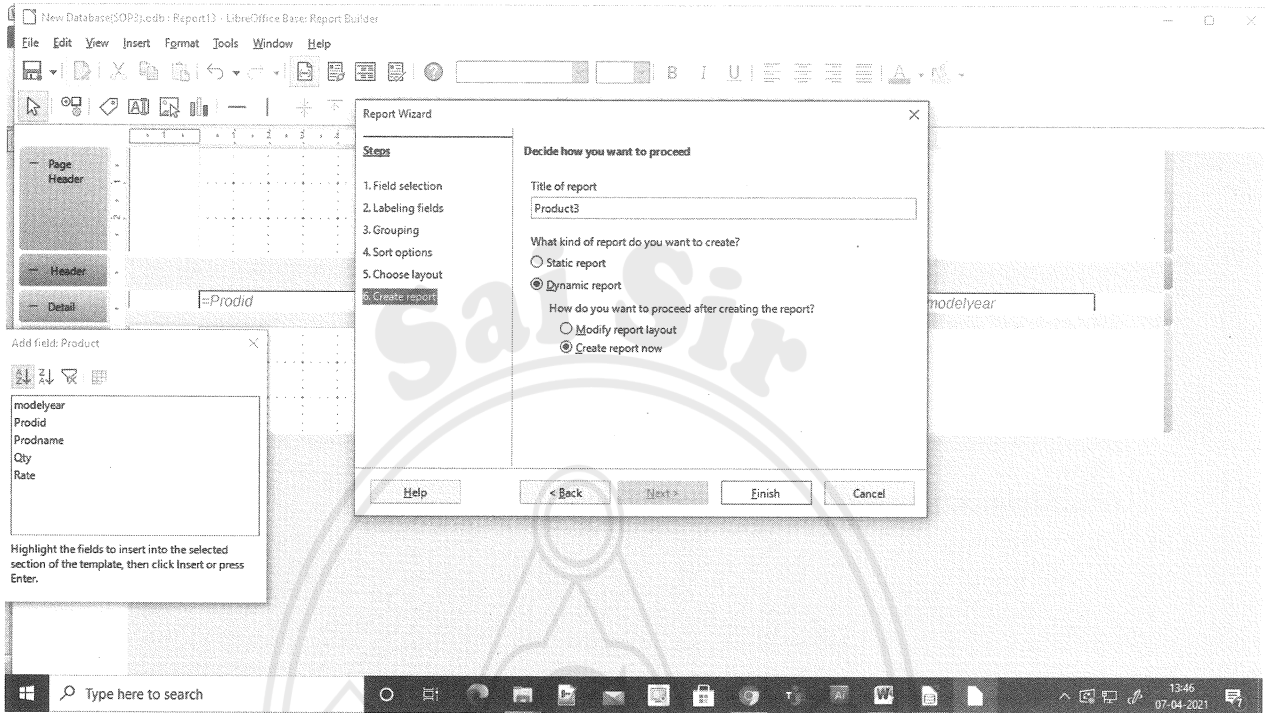 New Database(SOP3).odb : Report13 - LibreOffice Base: Report Builder
File Edit View Insert Format Tools Window Help
B I U A
Report Wizard
Steps
1. Field selection
2. Labeling fields
3. Grouping
4. Sort options
5. Choose layout
6. Create report
Decide how you want to proceed
Title of report
Product3
What kind of report do you want to create?
Static report
Dynamic report
How do you want to proceed after creating the report?
Modify report layout
Create report now
Help
< Back
Next >
Finish
Cancel
Page
Header
Header
Detail
=Prodid
modelyear
Add field: Product
modelyear
Prodid
Prodname
Qty
Rate
Highlight the fields to insert into the selected
section of the template, then click Insert or press
Enter.
Sai Sir
Type here to search
13:46
07-04-2021